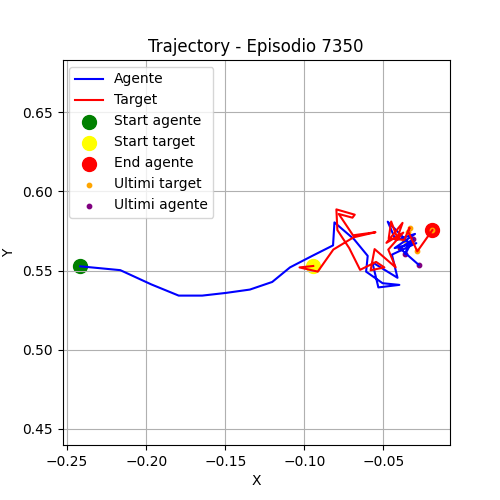 Trajectory - Episodio 7350
Agente
Target
Start agente
Start target
End agente
Ultimi target
Ultimi agente
0.65
0.60
0.55
0.50
0.45
Y
−0.25
−0.20
−0.15
−0.10
−0.05
X